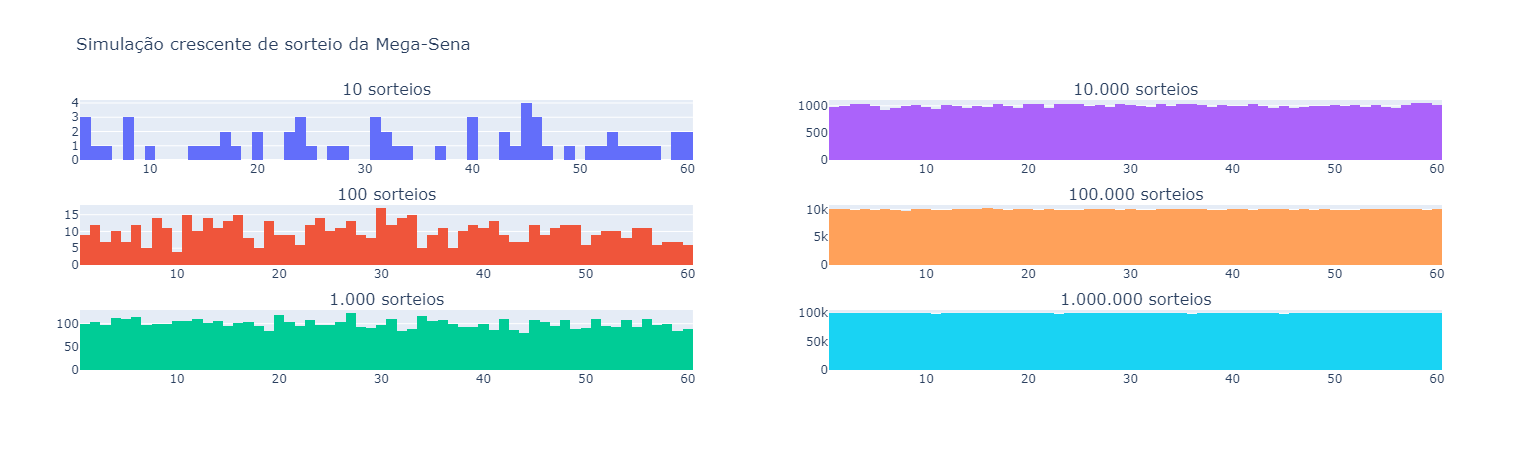 Simulação crescente de sorteio da Mega-Sena
10 sorteios
4
3
2
1
0
10 20 30 40 50 60
100 sorteios
15
10
5
0
10 20 30 40 50 60
1.000 sorteios
100
50
0
10 20 30 40 50 60
10.000 sorteios
1000
500
0
10 20 30 40 50 60
100.000 sorteios
10k
5k
0
10 20 30 40 50 60
1.000.000 sorteios
100k
50k
0
10 20 30 40 50 60